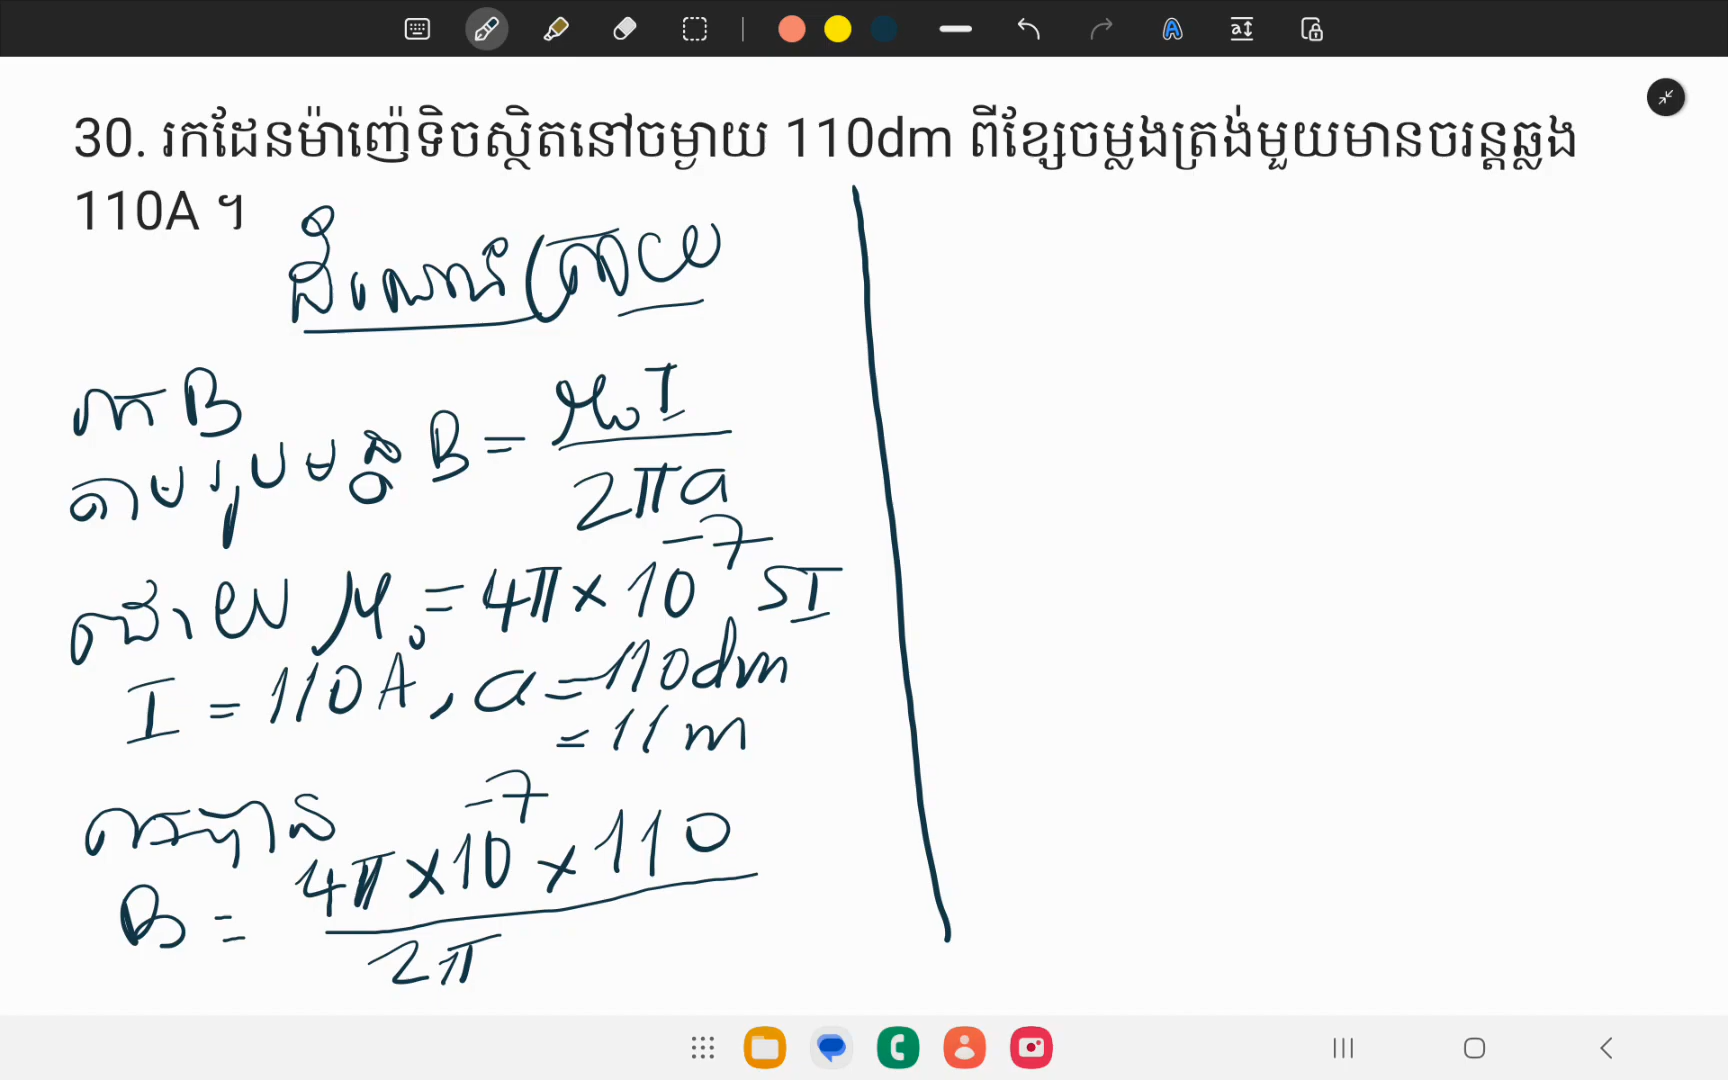 30. រកដែនម៉ាញ៉េទិចស្ថិតនៅចម្ងាយ 110dm ពីខ្សែចម្លងត្រង់មួយមានចរន្តឆ្លង
110A ។
ដំណោះស្រាយ
រក B
តាមរូបមន្ត B = μ₀I / 2πa
ដោយ μ₀ = 4π × 10⁻⁷ SI
I = 110A, a = 110dm
= 11 m
គេបាន
B = 4π × 10⁻⁷ × 110 / 2π